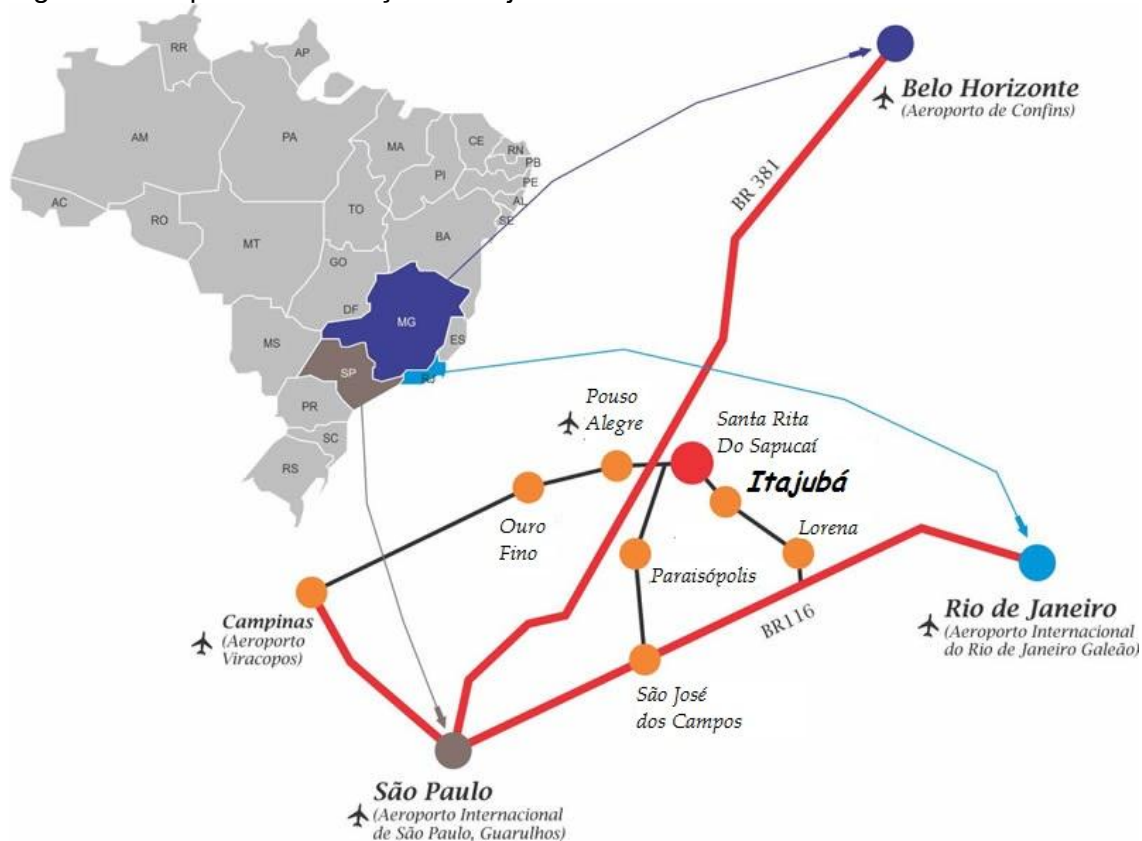 RR
AP
AM
PA
MA
CE
RN
PB
PI
PE
AL
SE
AC
RO
TO
BA
MT
GO
DF
MG
ES
MS
SP
RJ
PR
SC
RS
Belo Horizonte
(Aeroporto de Confins)
BR 381
Pouso
Alegre
Santa Rita
Do Sapucaí
Itajubá
Ouro
Fino
Lorena
Paraisópolis
Campinas
(Aeroporto
Viracopos)
BR116
Rio de Janeiro
(Aeroporto Internacional
do Rio de Janeiro Galeão)
São José
dos Campos
São Paulo
(Aeroporto Internacional
de São Paulo, Guarulhos)